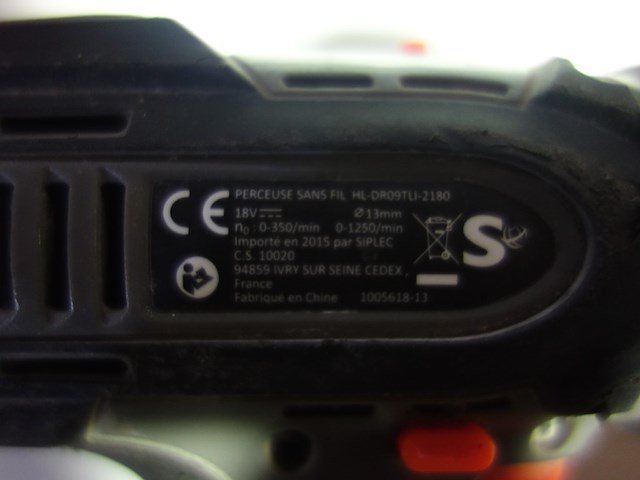 CE
PERCEUSE SANS FIL HL-DR09TLI-2180
18V Ø13mm
n₀ : 0-350/min 0-1250/min
Importé en 2015 par SIPLEC
C.S. 10020
94859 IVRY SUR SEINE CEDEX ,
France
Fabriqué en Chine 1005618-13
S